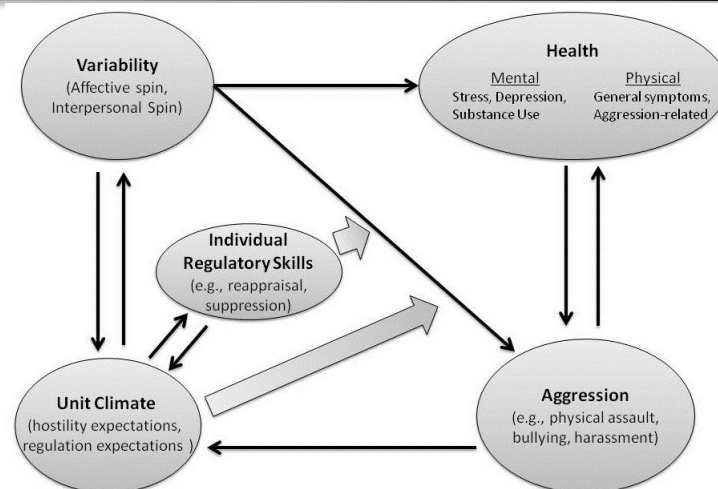 Variability
(Affective spin,
Interpersonal Spin)
Health
Mental
Stress, Depression,
Substance Use
Physical
General symptoms,
Aggression-related
Individual
Regulatory Skills
(e.g., reappraisal,
suppression)
Unit Climate
(hostility expectations,
regulation expectations )
Aggression
(e.g., physical assault,
bullying, harassment)